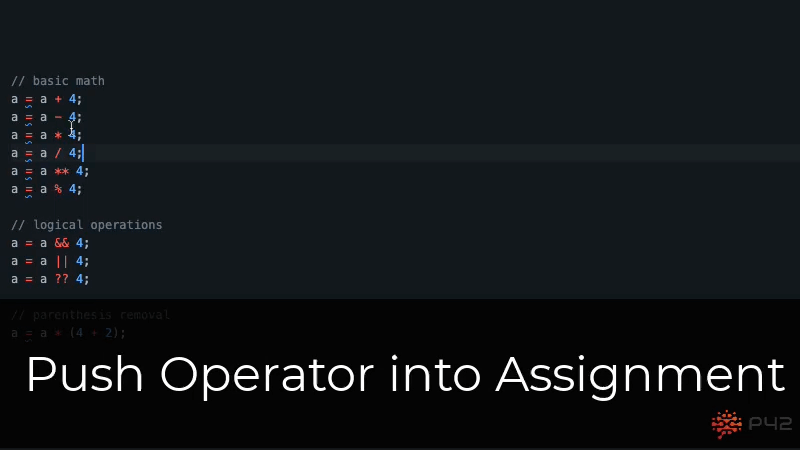 // basic math
a = a + 4;
a = a - 4;
a = a * 4;
a = a / 4;
a = a ** 4;
a = a % 4;
// logical operations
a = a && 4;
a = a || 4;
a = a ?? 4;
// parenthesis removal
a = a * (4 + 2);
Push Operator into Assignment
P42